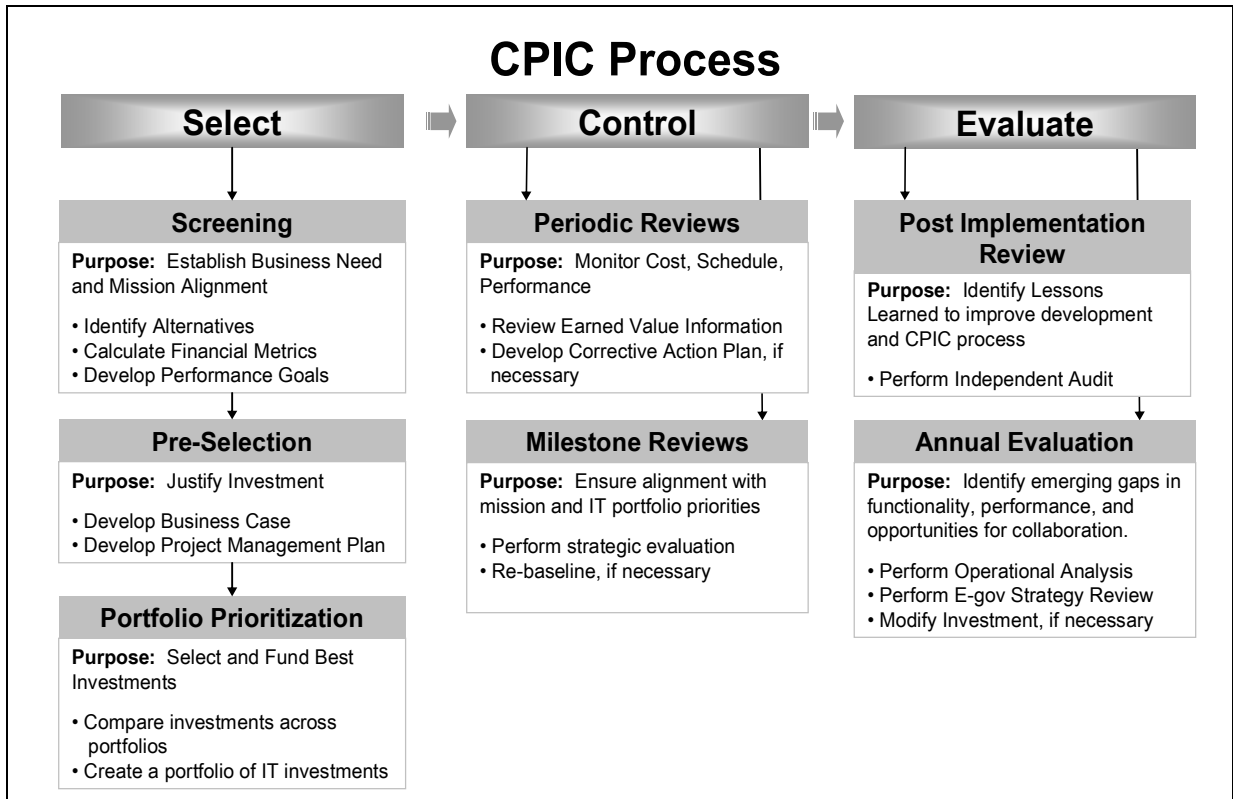 CPIC Process
Select
Control
Evaluate
Screening
Purpose: Establish Business Need
and Mission Alignment
• Identify Alternatives
• Calculate Financial Metrics
• Develop Performance Goals
Pre-Selection
Purpose: Justify Investment
• Develop Business Case
• Develop Project Management Plan
Portfolio Prioritization
Purpose: Select and Fund Best
Investments
• Compare investments across
portfolios
• Create a portfolio of IT investments
Periodic Reviews
Purpose: Monitor Cost, Schedule,
Performance
• Review Earned Value Information
• Develop Corrective Action Plan, if
necessary
Milestone Reviews
Purpose: Ensure alignment with
mission and IT portfolio priorities
• Perform strategic evaluation
• Re-baseline, if necessary
Post Implementation
Review
Purpose: Identify Lessons
Learned to improve development
and CPIC process
• Perform Independent Audit
Annual Evaluation
Purpose: Identify emerging gaps in
functionality, performance, and
opportunities for collaboration.
• Perform Operational Analysis
• Perform E-gov Strategy Review
• Modify Investment, if necessary